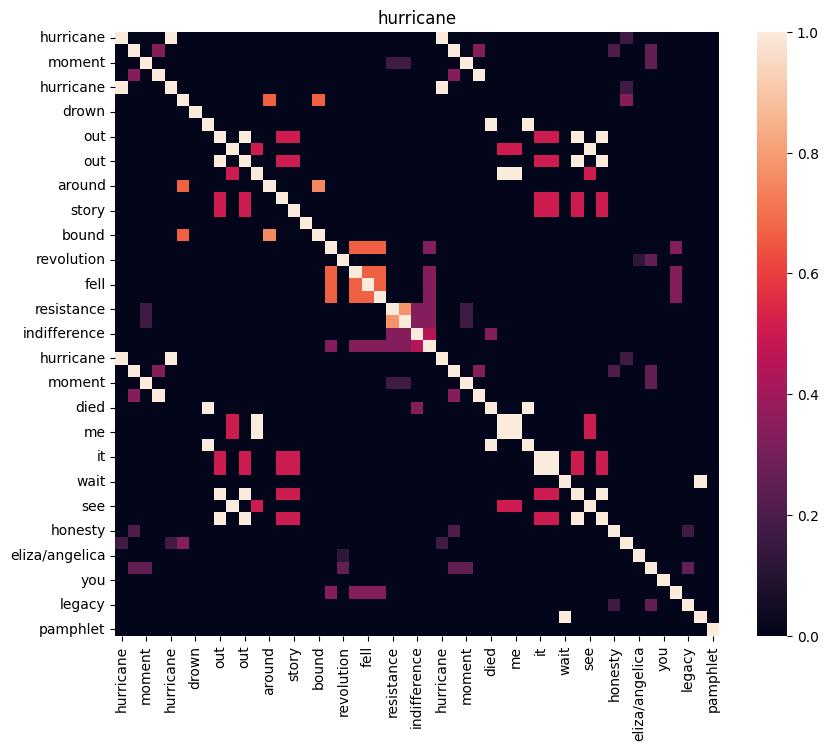 hurricane
hurricane
moment
hurricane
drown
out
out
around
story
bound
revolution
fell
resistance
indifference
hurricane
moment
died
me
it
wait
see
honesty
eliza/angelica
you
legacy
pamphlet
1.0
0.8
0.6
0.4
0.2
0.0
hurricane
moment
hurricane
drown
out
out
around
story
bound
revolution
fell
resistance
indifference
hurricane
moment
died
me
it
wait
see
honesty
eliza/angelica
you
legacy
pamphlet